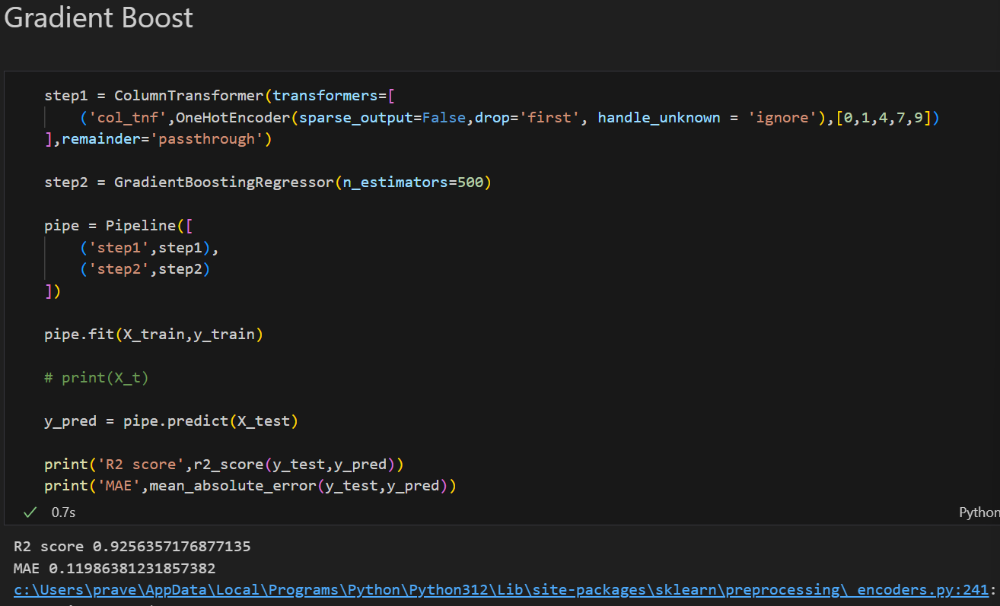 Gradient Boost
step1 = ColumnTransformer(transformers=[
('col_tnf',OneHotEncoder(sparse_output=False,drop='first', handle_unknown = 'ignore'),[0,1,4,7,9])
],remainder='passthrough')
step2 = GradientBoostingRegressor(n_estimators=500)
pipe = Pipeline([
('step1',step1),
('step2',step2)
])
pipe.fit(X_train,y_train)
# print(X_t)
y_pred = pipe.predict(X_test)
print('R2 score',r2_score(y_test,y_pred))
print('MAE',mean_absolute_error(y_test,y_pred))
0.7s
Python
R2 score 0.9256357176877135
MAE 0.11986381231857382
c:\Users\prave\AppData\Local\Programs\Python\Python312\Lib\site-packages\sklearn\preprocessing\_encoders.py:241: